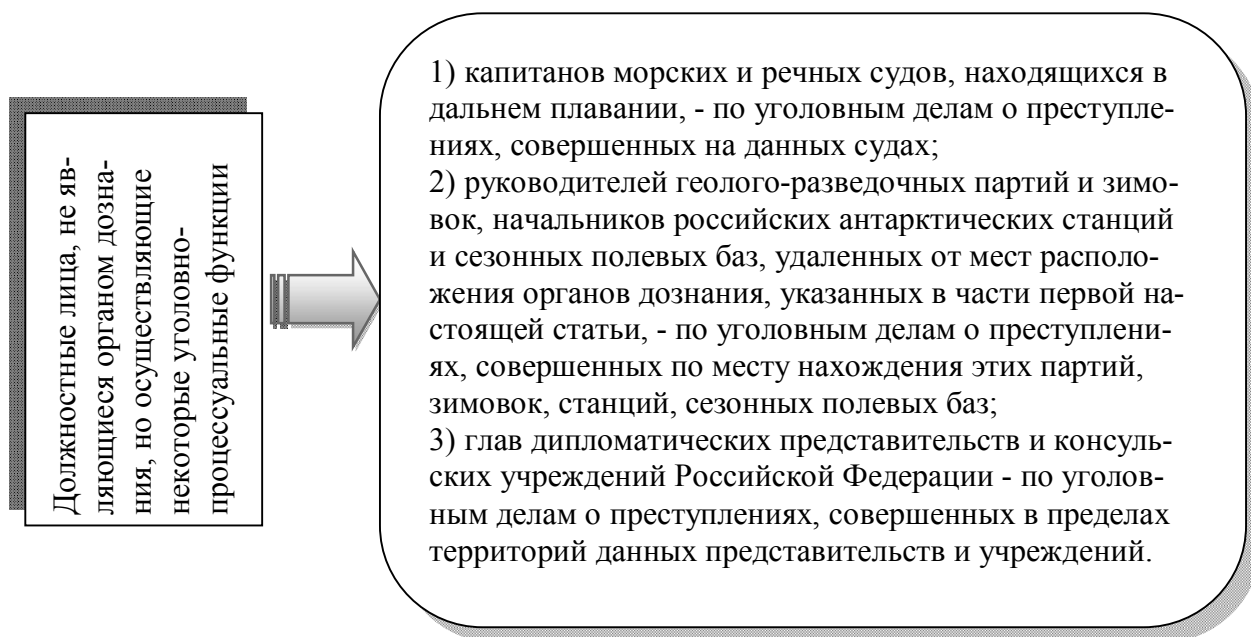 Должностные лица, не яв-
ляющиеся органом дозна-
ния, но осуществляющие
некоторые уголовно-
процессуальные функции
1) капитанов морских и речных судов, находящихся в
дальнем плавании, - по уголовным делам о преступле-
ниях, совершенных на данных судах;
2) руководителей геолого-разведочных партий и зимо-
вок, начальников российских антарктических станций
и сезонных полевых баз, удаленных от мест располо-
жения органов дознания, указанных в части первой на-
стоящей статьи, - по уголовным делам о преступлени-
ях, совершенных по месту нахождения этих партий,
зимовок, станций, сезонных полевых баз;
3) глав дипломатических представительств и консуль-
ских учреждений Российской Федерации - по уголов-
ным делам о преступлениях, совершенных в пределах
территорий данных представительств и учреждений.